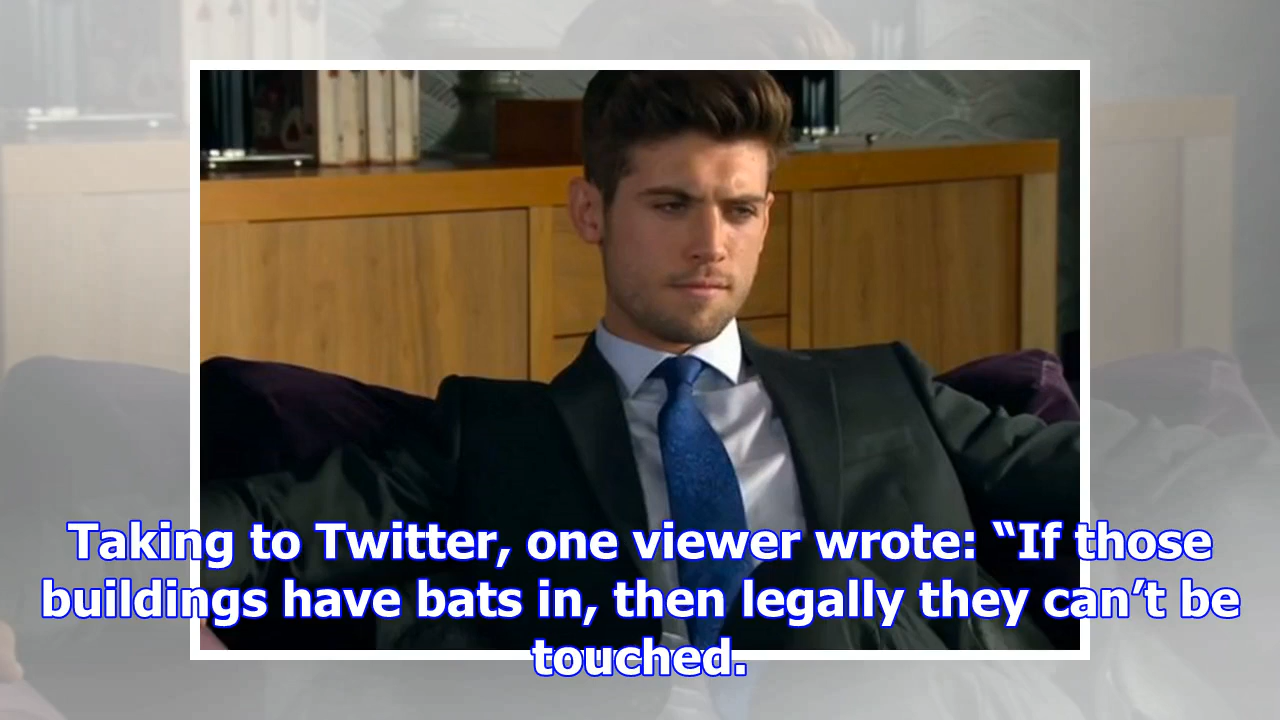 Taking to Twitter, one viewer wrote: “If those
buildings have bats in, then legally they can’t be
touched.